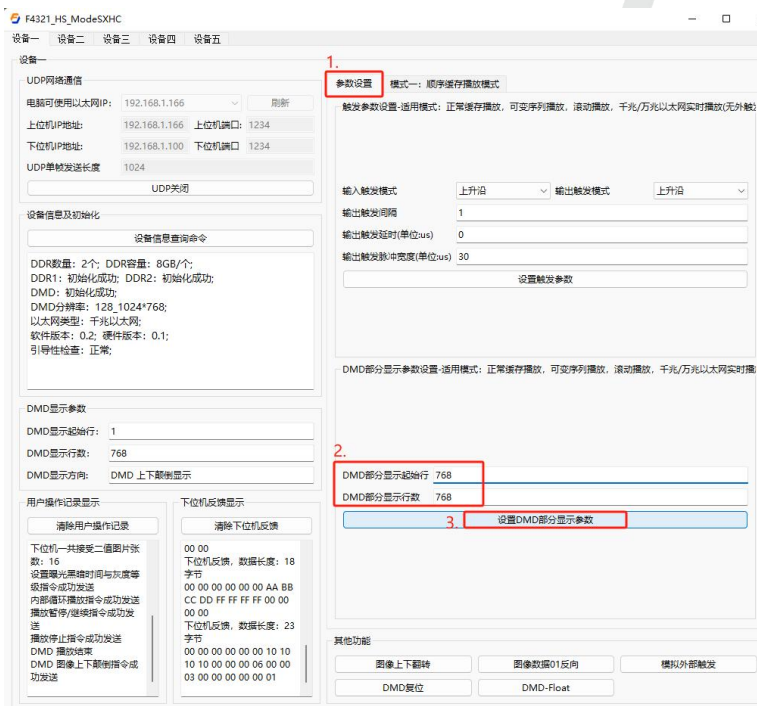 F4321_HS_ModeSXHC
设备一 设备二 设备三 设备四 设备五
设备一
UDP网络通信
电脑可使用以太网IP: 192.168.1.166 刷新
上位机IP地址: 192.168.1.166 上位机端口: 1234
下位机IP地址: 192.168.1.100 下位机端口 1234
UDP单帧发送长度 1024
UDP关闭
设备信息及初始化
设备信息查询命令
DDR数量：2个; DDR容量：8GB/个;
DDR1：初始化成功; DDR2：初始化成功;
DMD：初始化成功;
DMD分辨率：128_1024*768;
以太网类型：千兆以太网;
软件版本：0.2; 硬件版本：0.1;
引导性检查：正常;
DMD显示参数
DMD显示起始行: 1
DMD显示行数: 768
DMD显示方向: DMD 上下颠倒显示
用户操作记录显示
清除用户操作记录
下位机一共接受二值图片张
数：16
设置曝光黑暗时间与灰度等
级指令成功发送
内部循环播放指令成功发送
播放暂停/继续指令成功发
送
播放停止指令成功发送
DMD 播放结束
DMD 图像上下颠倒指令成
功发送
下位机反馈显示
清除下位机反馈
00 00
下位机反馈，数据长度：18
字节
00 00 00 00 00 00 AA BB
CC DD FF FF FF FF 00 00
00 00
下位机反馈，数据长度：23
字节
00 00 00 00 00 00 10 10
10 10 00 00 00 06 00 00
03 00 00 00 00 00 01
1.
参数设置 模式一：顺序缓存播放模式
触发参数设置-适用模式：正常缓存播放，可变序列播放，滚动播放，千兆/万兆以太网实时播放(无外触
输入触发模式 上升沿 输出触发模式 上升沿
输出触发间隔 1
输出触发延时(单位:us) 0
输出触发脉冲宽度(单位:us) 30
设置触发参数
DMD部分显示参数设置-适用模式：正常缓存播放，可变序列播放，滚动播放，千兆/万兆以太网实时播
2.
DMD部分显示起始行 768
DMD部分显示行数 768
3. 设置DMD部分显示参数
其他功能
图像上下翻转 图像数据01反向 模拟外部触发
DMD复位 DMD-Float